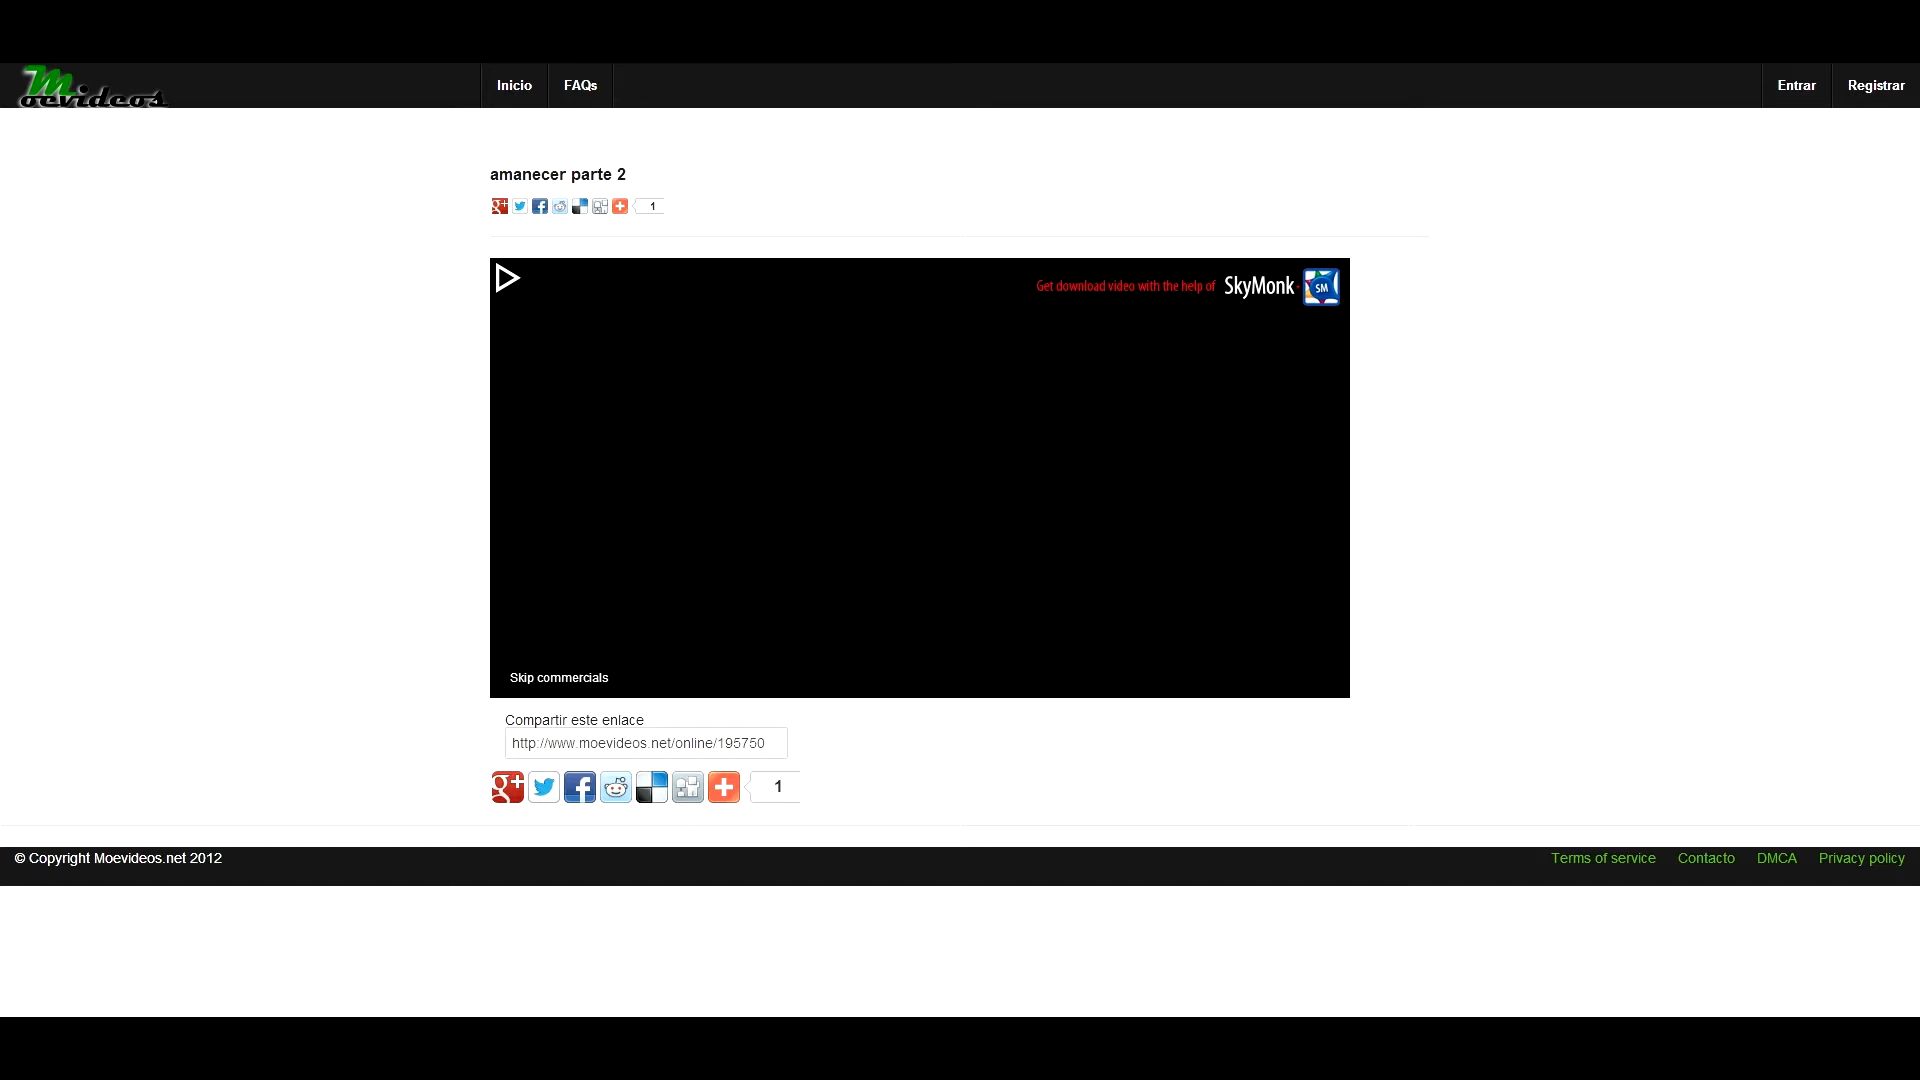 Moevideos
Inicio
FAQs
Entrar
Registrar
amanecer parte 2
1
Get download video with the help of SkyMonk
SM
Skip commercials
Compartir este enlace
http://www.moevideos.net/online/195750
1
© Copyright Moevideos.net 2012
Terms of service
Contacto
DMCA
Privacy policy